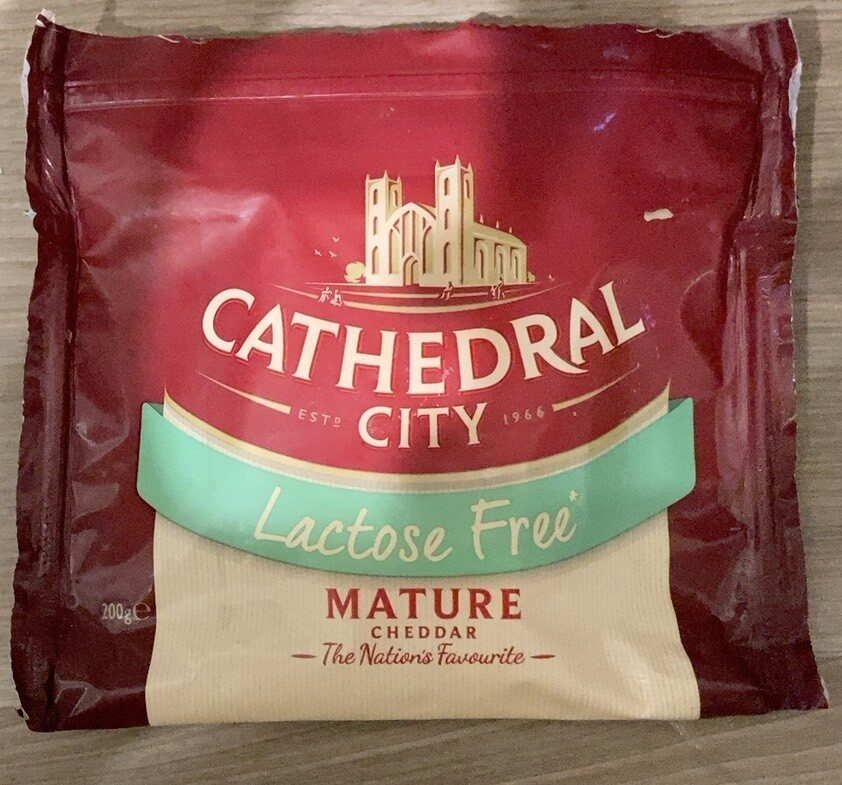 CATHEDRAL
ESTD CITY 1966
Lactose Free*
MATURE
CHEDDAR
The Nation's Favourite
200g℮